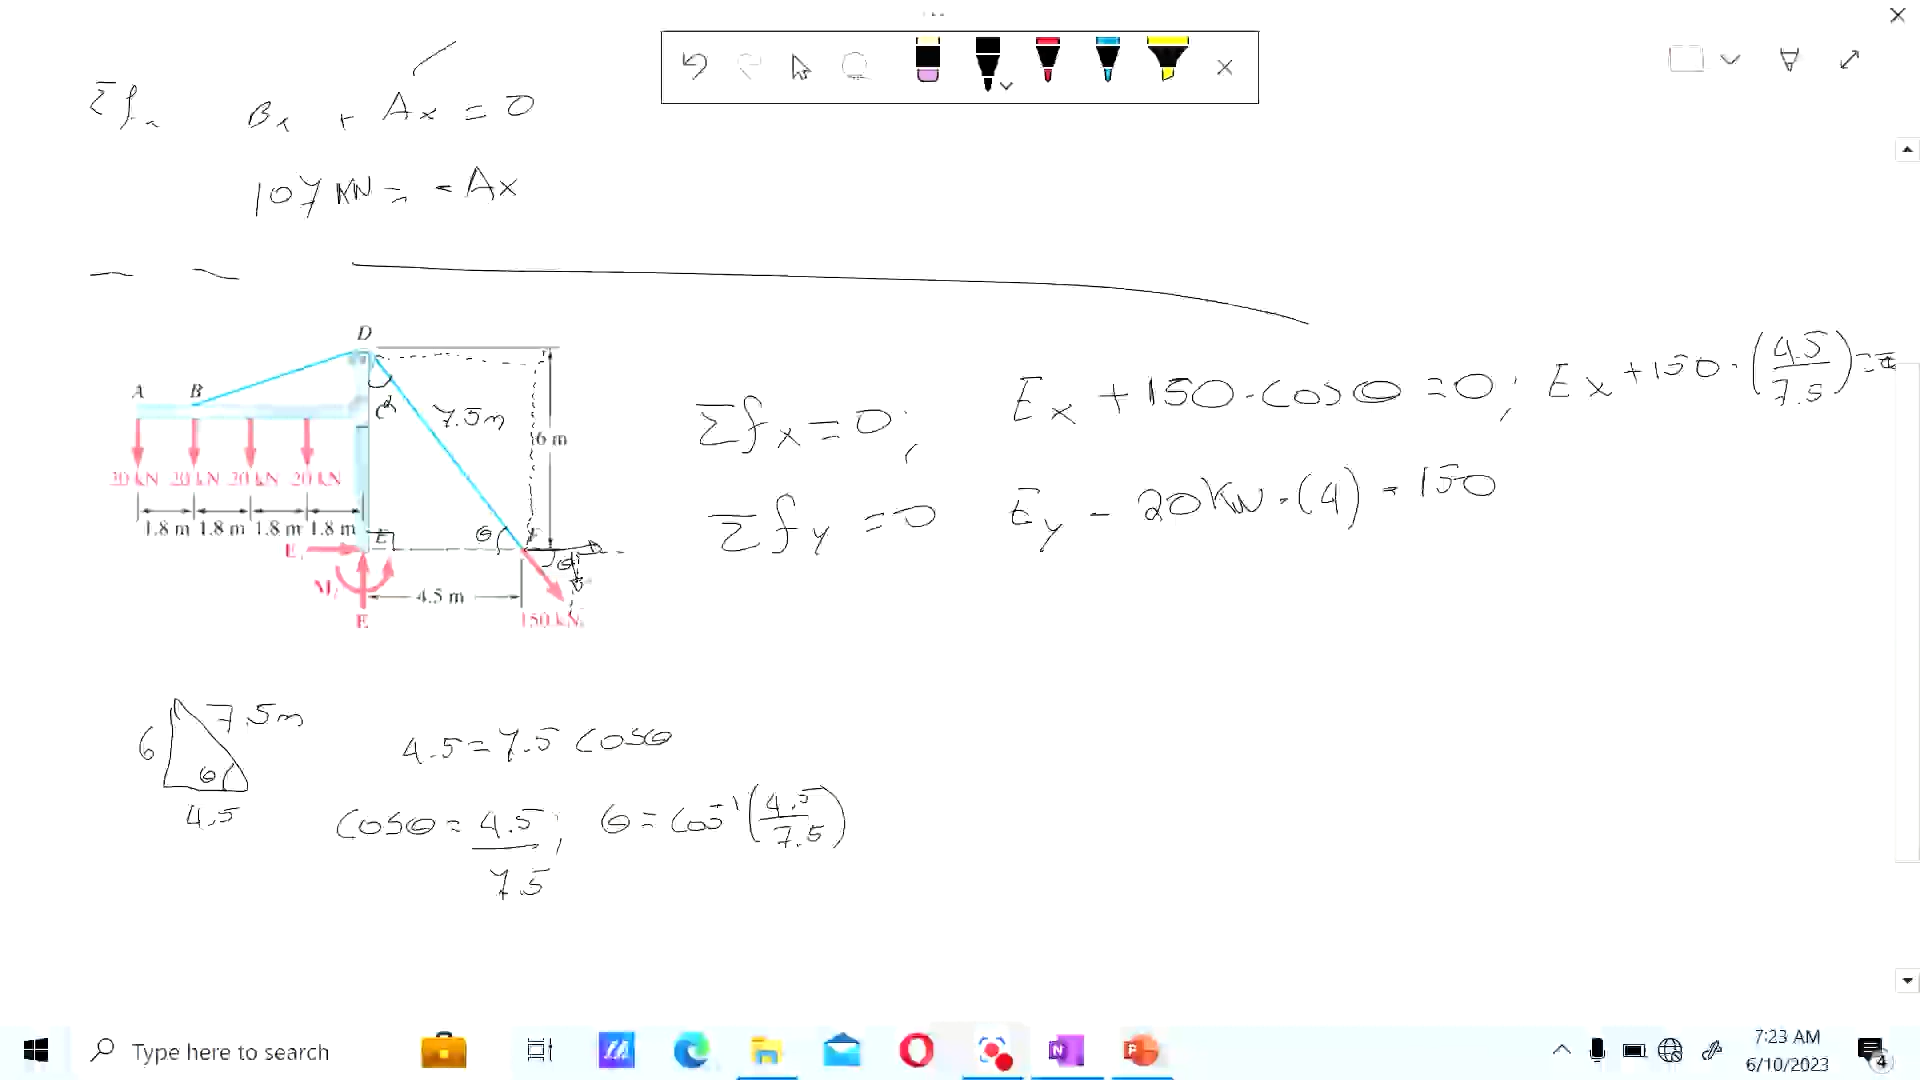 Σfx Bx + Ax = 0
107 KN = -Ax
D
A B
7.5m
6 m
20 kN 20 kN 20 kN 20 kN
1.8 m 1.8 m 1.8 m 1.8 m
E θ F
θ
4.5 m
E
150 kN
Σfx = 0; Ex + 150·cosθ = 0; Ex + 150·(4.5/7.5) =
Σfy = 0 Ey - 20KN·(4) - 150
6 7.5m
θ
4.5
4.5 = 7.5 cosθ
cosθ = 4.5/7.5; θ = cos⁻¹(4.5/7.5)
Type here to search
7:23 AM
6/10/2023
4